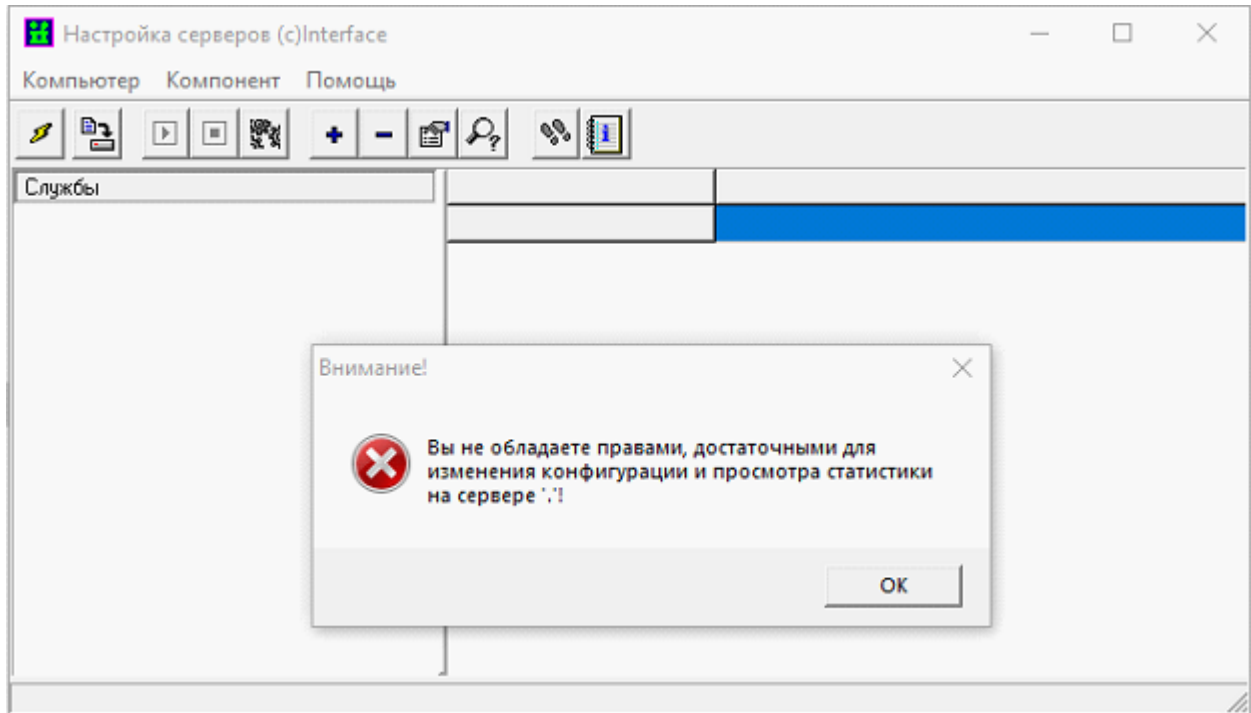 Настройка серверов (c)Interface
Компьютер Компонент Помощь
Службы
Внимание!
Вы не обладаете правами, достаточными для
изменения конфигурации и просмотра статистики
на сервере '.'!
OK